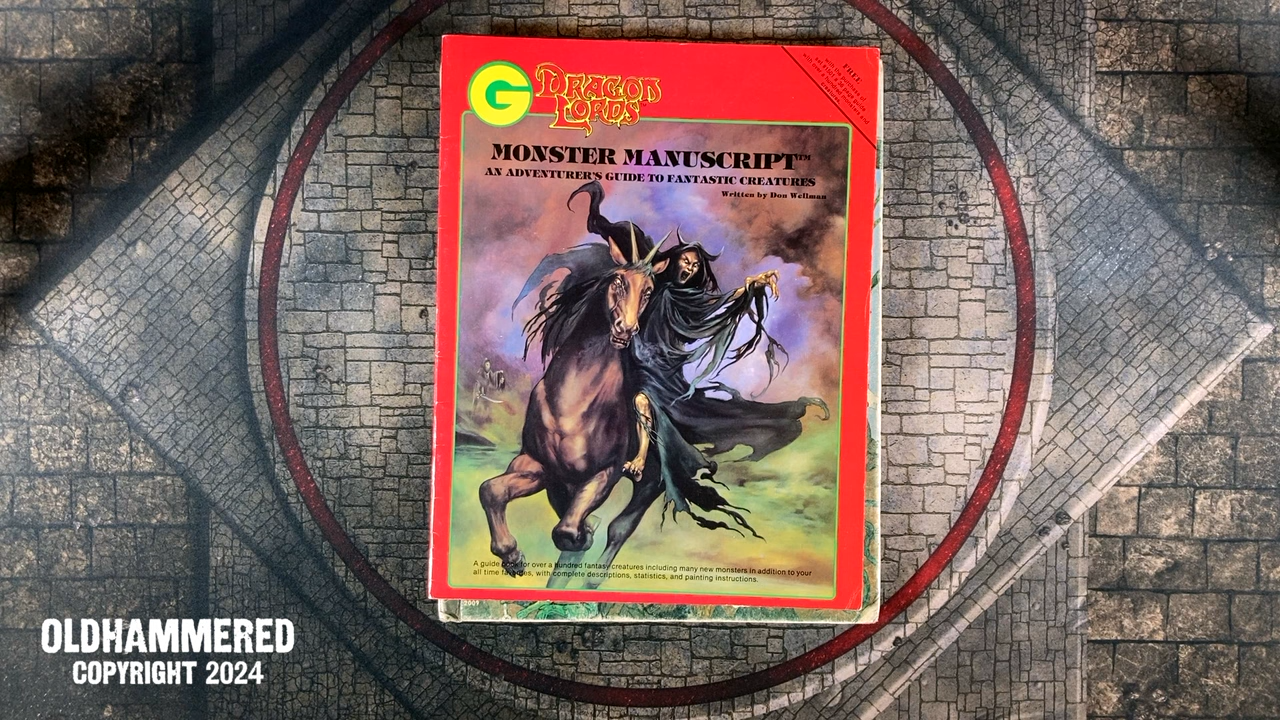 G
DRAGON
LORDS™
FREE
MONSTER MANUSCRIPT™
AN ADVENTURER'S GUIDE TO FANTASTIC CREATURES
Written by Don Wellman
A guide book for over a hundred fantasy creatures including many new monsters in addition to your
all time favorites, with complete descriptions, statistics, and painting instructions.
2009
OLDHAMMERED
COPYRIGHT 2024